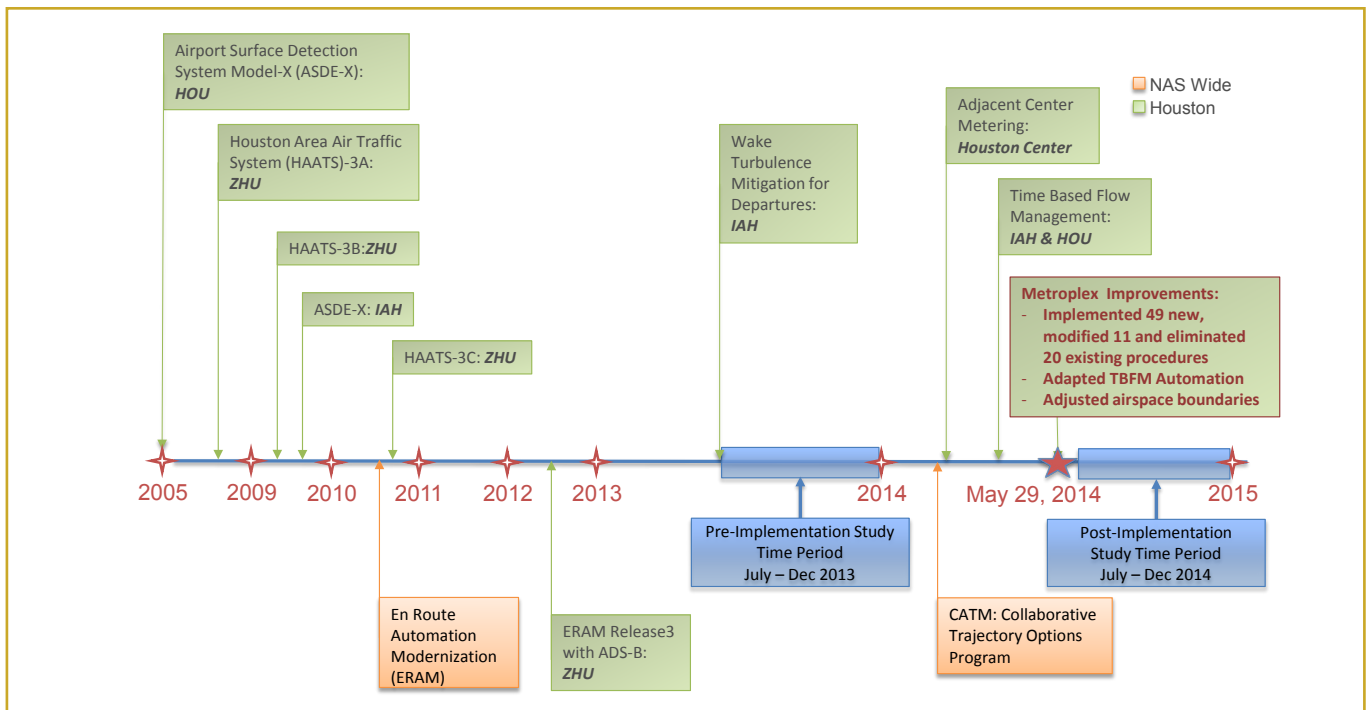 Airport Surface Detection
System Model-X (ASDE-X):
HOU
Houston Area Air Traffic
System (HAATS)-3A:
ZHU
HAATS-3B:ZHU
ASDE-X: IAH
HAATS-3C: ZHU
Wake
Turbulence
Mitigation for
Departures:
IAH
Adjacent Center
Metering:
Houston Center
Time Based Flow
Management:
IAH & HOU
NAS Wide
Houston
Metroplex Improvements:
- Implemented 49 new,
modified 11 and eliminated
20 existing procedures
- Adapted TBFM Automation
- Adjusted airspace boundaries
2005
2009
2010
2011
2012
2013
2014
May 29, 2014
2015
Pre-Implementation Study
Time Period
July – Dec 2013
Post-Implementation
Study Time Period
July – Dec 2014
En Route
Automation
Modernization
(ERAM)
ERAM Release3
with ADS-B:
ZHU
CATM: Collaborative
Trajectory Options
Program